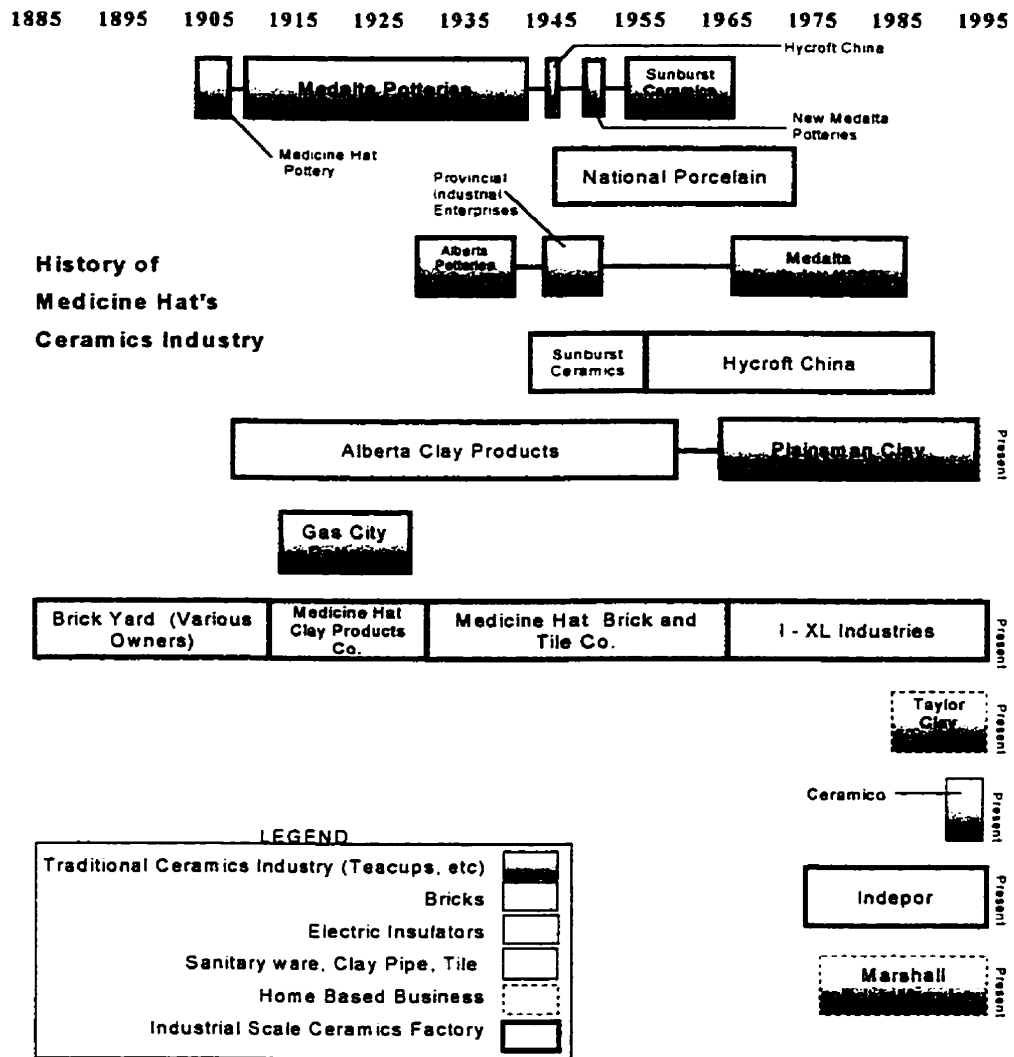 1885 1895 1905 1915 1925 1935 1945 1955 1965 1975 1985 1995
Hycroft China
Medalta Potteries
Sunburst
Ceramics
New Medalta
Potteries
Medicine Hat
Pottery
National Porcelain
Provincial
Industrial
Enterprises
Alberta
Potteries
Medalta
History of
Medicine Hat's
Ceramics Industry
Sunburst
Ceramics
Hycroft China
Alberta Clay Products
Plainsman Clay
Present
Gas City
Brick Yard (Various
Owners)
Medicine Hat
Clay Products
Co.
Medicine Hat Brick and
Tile Co.
I - XL Industries
Present
Taylor
Clay
Present
Ceramico
Present
Indepor
Present
Marshall
Present
LEGEND
Traditional Ceramics Industry (Teacups, etc)
Bricks
Electric Insulators
Sanitary ware, Clay Pipe, Tile
Home Based Business
Industrial Scale Ceramics Factory